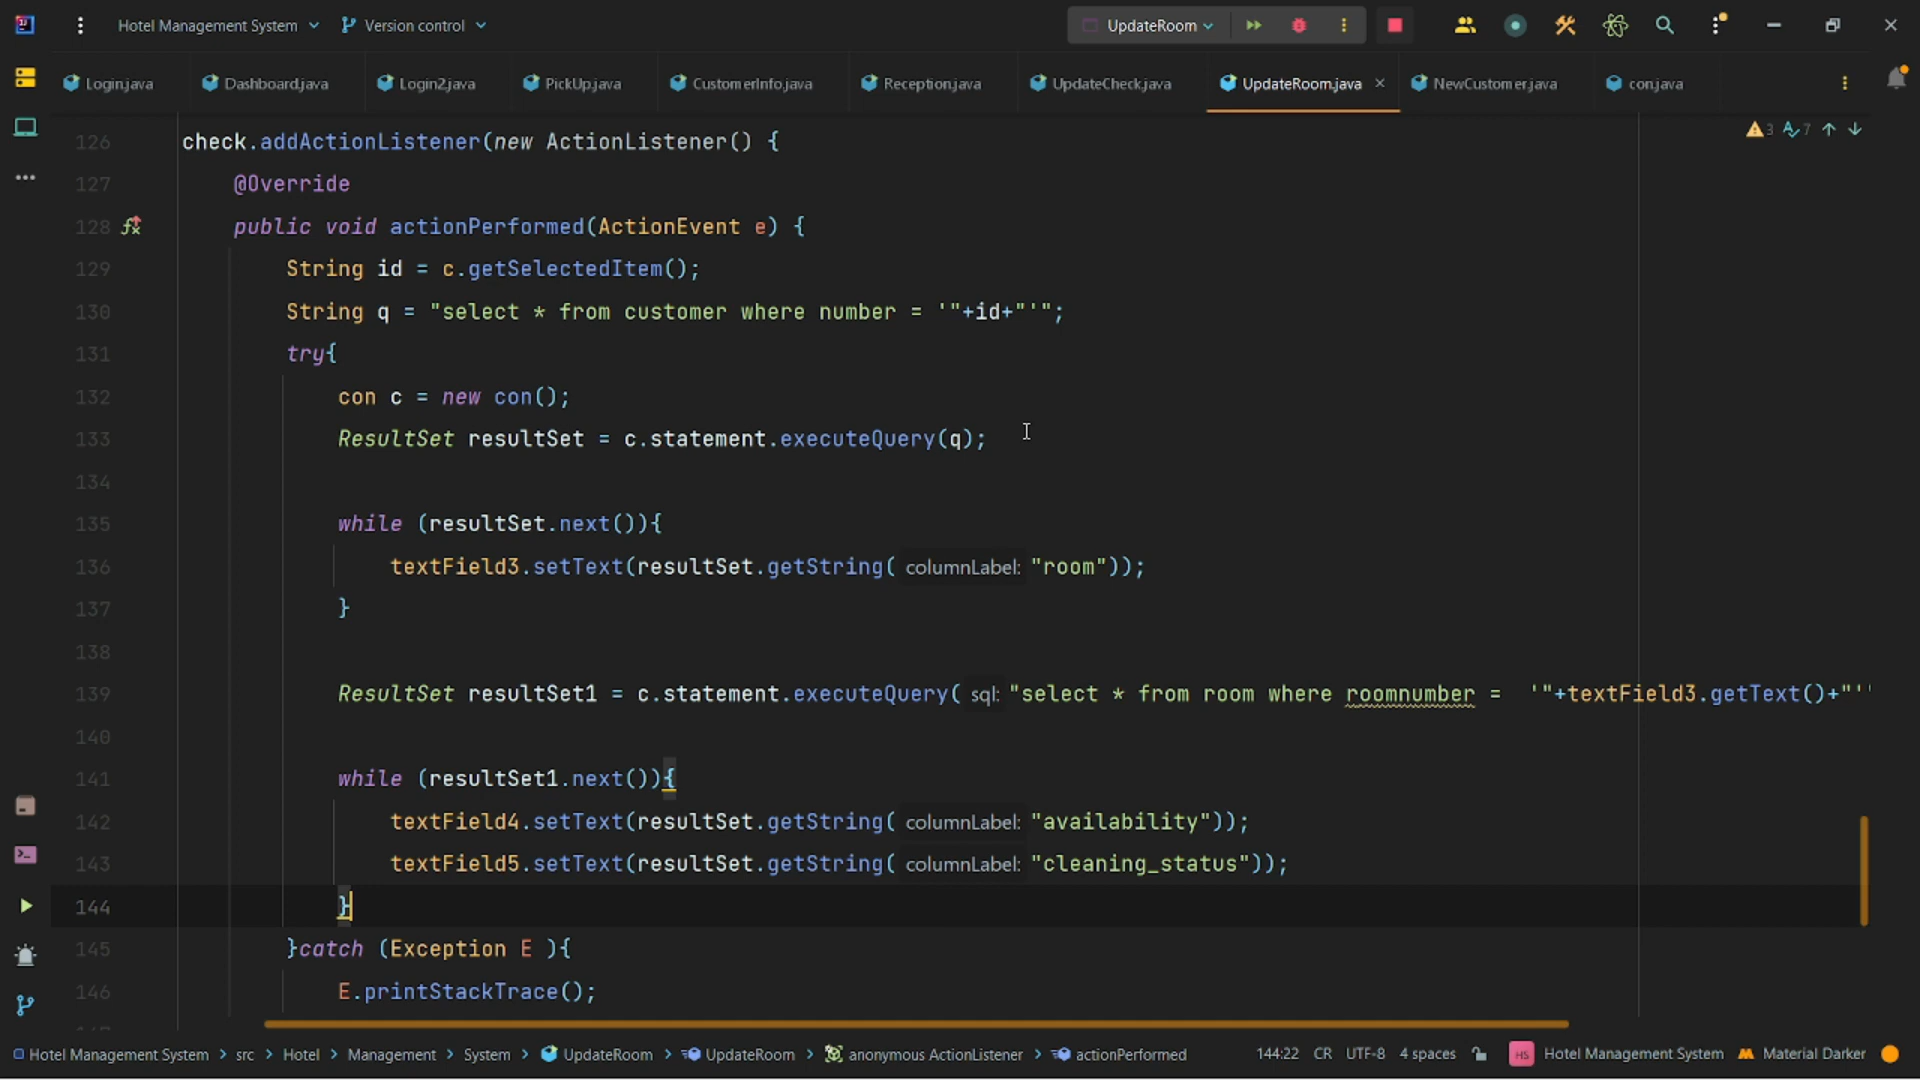 Hotel Management System
Version control
UpdateRoom
Login.java
Dashboard.java
Login2.java
PickUp.java
CustomerInfo.java
Reception.java
UpdateCheck.java
UpdateRoom.java
NewCustomer.java
con.java
3 7
126 check.addActionListener(new ActionListener() {
127 @Override
128 public void actionPerformed(ActionEvent e) {
129 String id = c.getSelectedItem();
130 String q = "select * from customer where number = '"+id+"'";
131 try{
132 con c = new con();
133 ResultSet resultSet = c.statement.executeQuery(q);
134
135 while (resultSet.next()){
136 textField3.setText(resultSet.getString( columnLabel: "room"));
137 }
138
139 ResultSet resultSet1 = c.statement.executeQuery( sql: "select * from room where roomnumber =  '"+textField3.getText()+"''
140
141 while (resultSet1.next()){
142 textField4.setText(resultSet.getString( columnLabel: "availability"));
143 textField5.setText(resultSet.getString( columnLabel: "cleaning_status"));
144 }
145 }catch (Exception E ){
146 E.printStackTrace();
Hotel Management System > src > Hotel > Management > System > UpdateRoom > UpdateRoom > anonymous ActionListener > actionPerformed
144:22 CR UTF-8 4 spaces HS Hotel Management System Material Darker